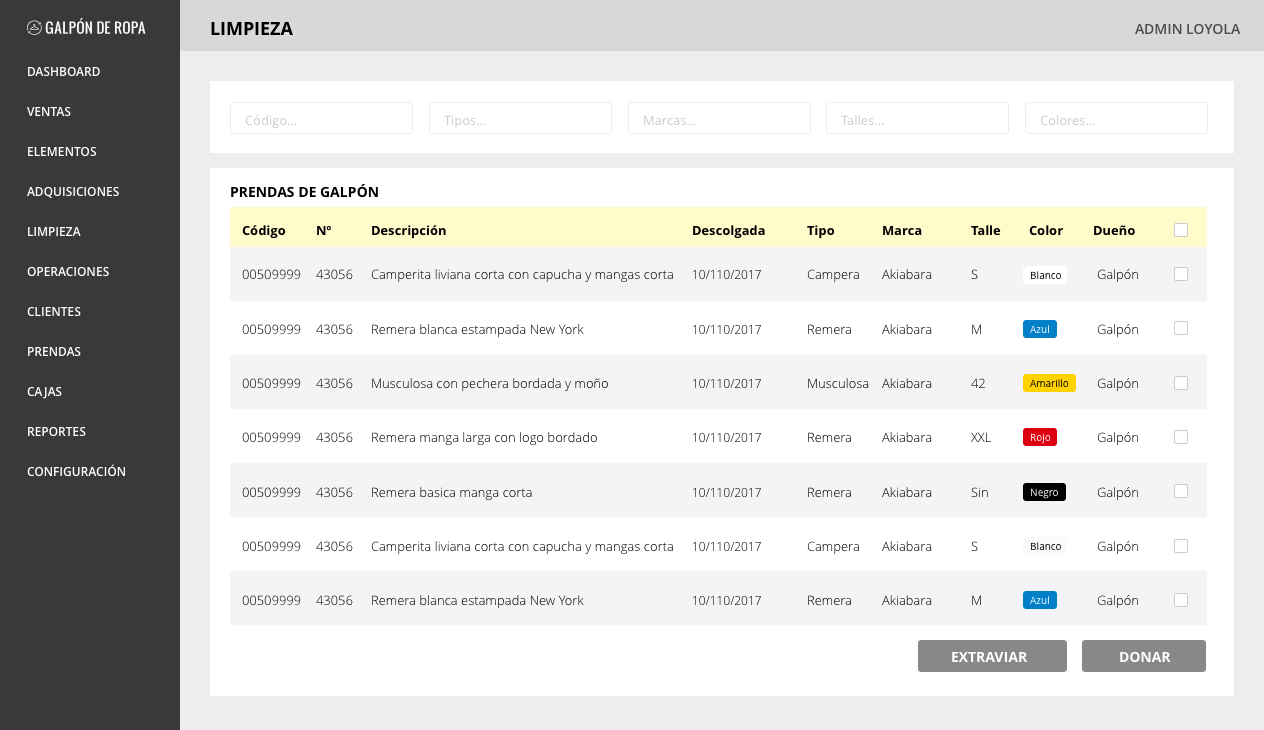 GALPÓN DE ROPA
DASHBOARD
VENTAS
ELEMENTOS
ADQUISICIONES
LIMPIEZA
OPERACIONES
CLIENTES
PRENDAS
CAJAS
REPORTES
CONFIGURACIÓN
LIMPIEZA ADMIN LOYOLA
Código... Tipos... Marcas... Talles... Colores...
PRENDAS DE GALPÓN
Código Nº Descripción Descolgada Tipo Marca Talle Color Dueño
00509999 43056 Camperita liviana corta con capucha y mangas corta 10/110/2017 Campera Akiabara S Blanco Galpón
00509999 43056 Remera blanca estampada New York 10/110/2017 Remera Akiabara M Azul Galpón
00509999 43056 Musculosa con pechera bordada y moño 10/110/2017 Musculosa Akiabara 42 Amarillo Galpón
00509999 43056 Remera manga larga con logo bordado 10/110/2017 Remera Akiabara XXL Rojo Galpón
00509999 43056 Remera basica manga corta 10/110/2017 Remera Akiabara Sin Negro Galpón
00509999 43056 Camperita liviana corta con capucha y mangas corta 10/110/2017 Campera Akiabara S Blanco Galpón
00509999 43056 Remera blanca estampada New York 10/110/2017 Remera Akiabara M Azul Galpón
EXTRAVIAR DONAR